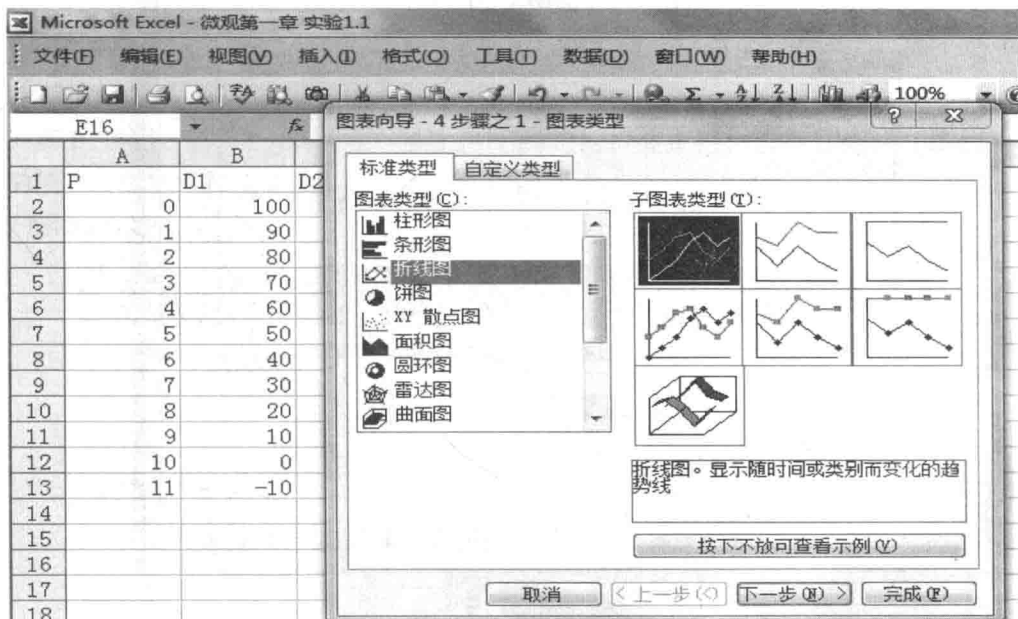 Microsoft Excel - 微观第一章 实验1.1
文件(F) 编辑(E) 视图(V) 插入(I) 格式(O) 工具(T) 数据(D) 窗口(W) 帮助(H)
100%
E16 fx
图表向导 - 4 步骤之 1 - 图表类型
标准类型 自定义类型
图表类型(C):
柱形图
条形图
折线图
饼图
XY 散点图
面积图
圆环图
雷达图
曲面图
子图表类型(T):
折线图。显示随时间或类别而变化的趋
势线
按下不放可查看示例(V)
取消 <上一步(<) 下一步(N) > 完成(F)
A B
1 P D1 D2
2 0 100
3 1 90
4 2 80
5 3 70
6 4 60
7 5 50
8 6 40
9 7 30
10 8 20
11 9 10
12 10 0
13 11 -10
14
15
16
17
18